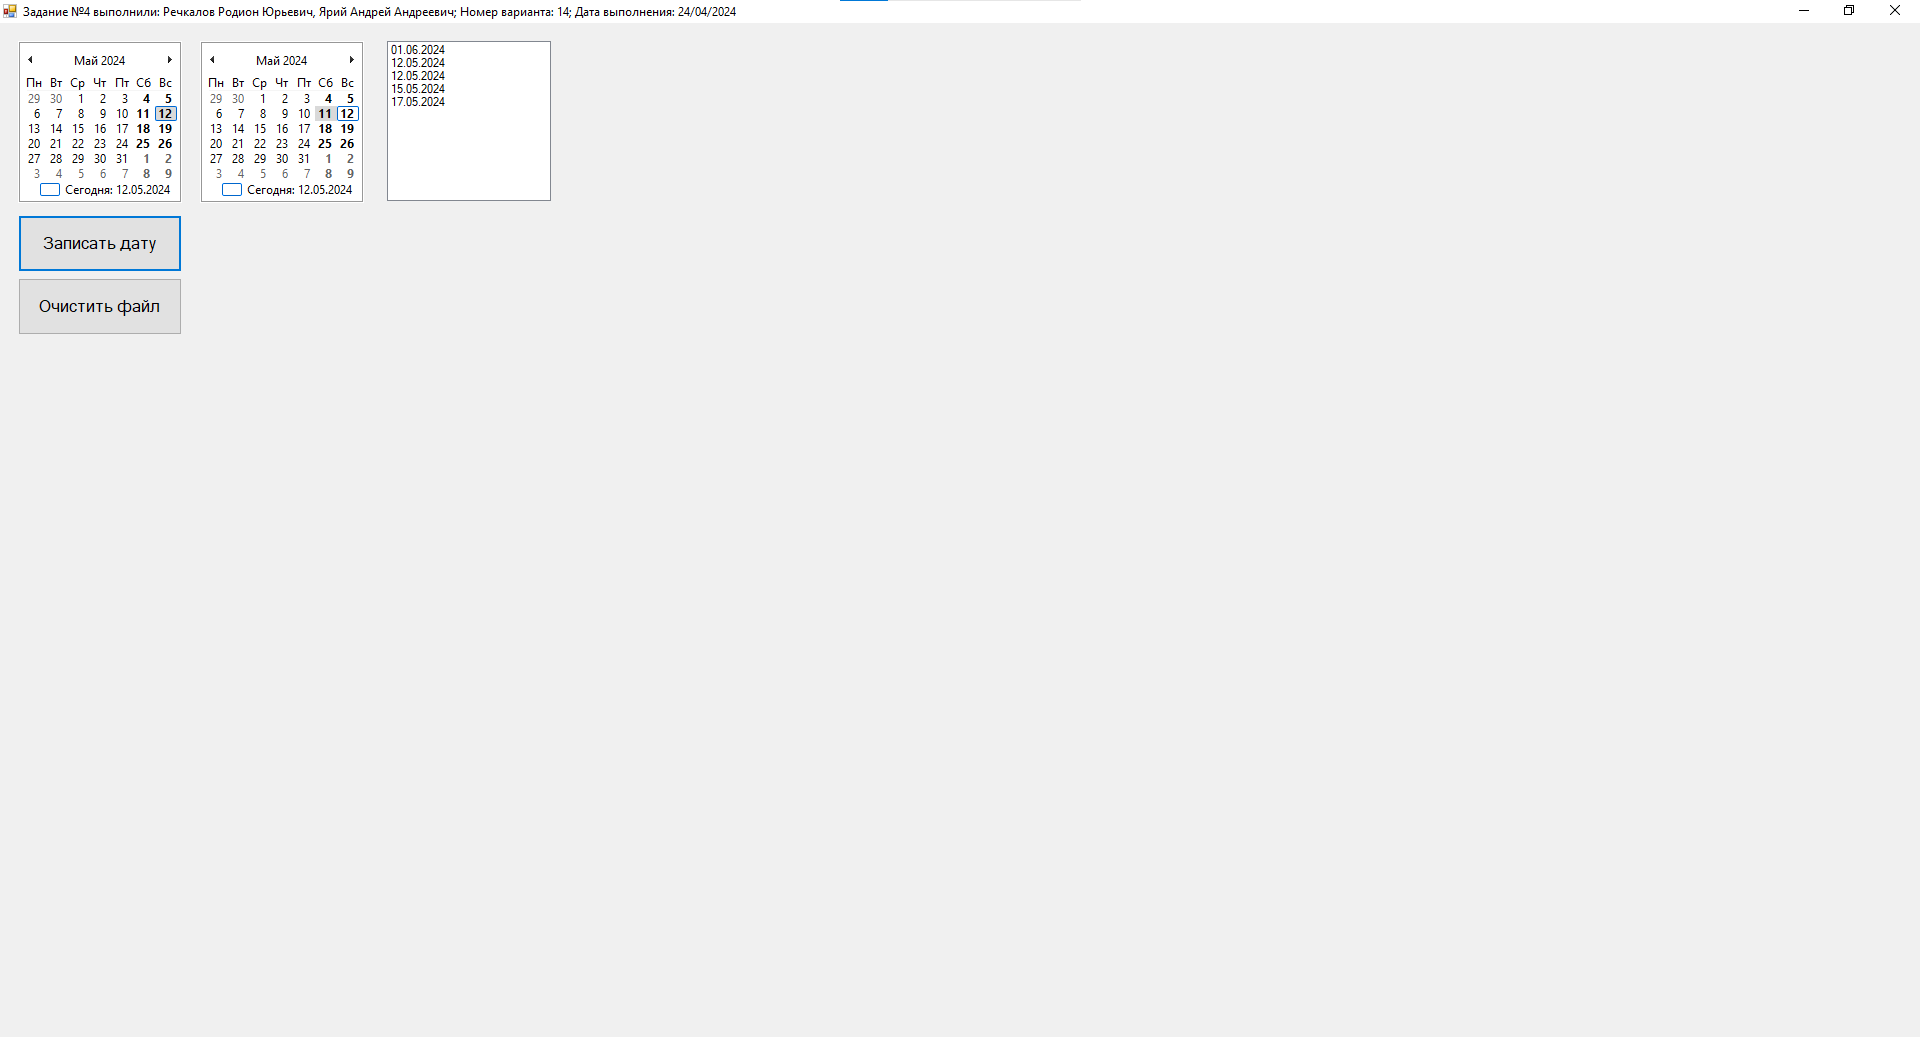 Задание №4 выполнили: Речкалов Родион Юрьевич, Ярий Андрей Андреевич; Номер варианта: 14; Дата выполнения: 24/04/2024
Май 2024
Пн Вт Ср Чт Пт Сб Вс
29 30 1 2 3 4 5
6 7 8 9 10 11 12
13 14 15 16 17 18 19
20 21 22 23 24 25 26
27 28 29 30 31 1 2
3 4 5 6 7 8 9
Сегодня: 12.05.2024
Май 2024
Пн Вт Ср Чт Пт Сб Вс
29 30 1 2 3 4 5
6 7 8 9 10 11 12
13 14 15 16 17 18 19
20 21 22 23 24 25 26
27 28 29 30 31 1 2
3 4 5 6 7 8 9
Сегодня: 12.05.2024
01.06.2024
12.05.2024
12.05.2024
15.05.2024
17.05.2024
Записать дату
Очистить файл